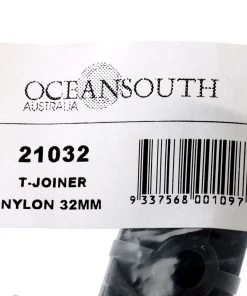 OCEANSOUTH
AUSTRALIA
21032
T-JOINER
NYLON 32MM
9 337568 001097